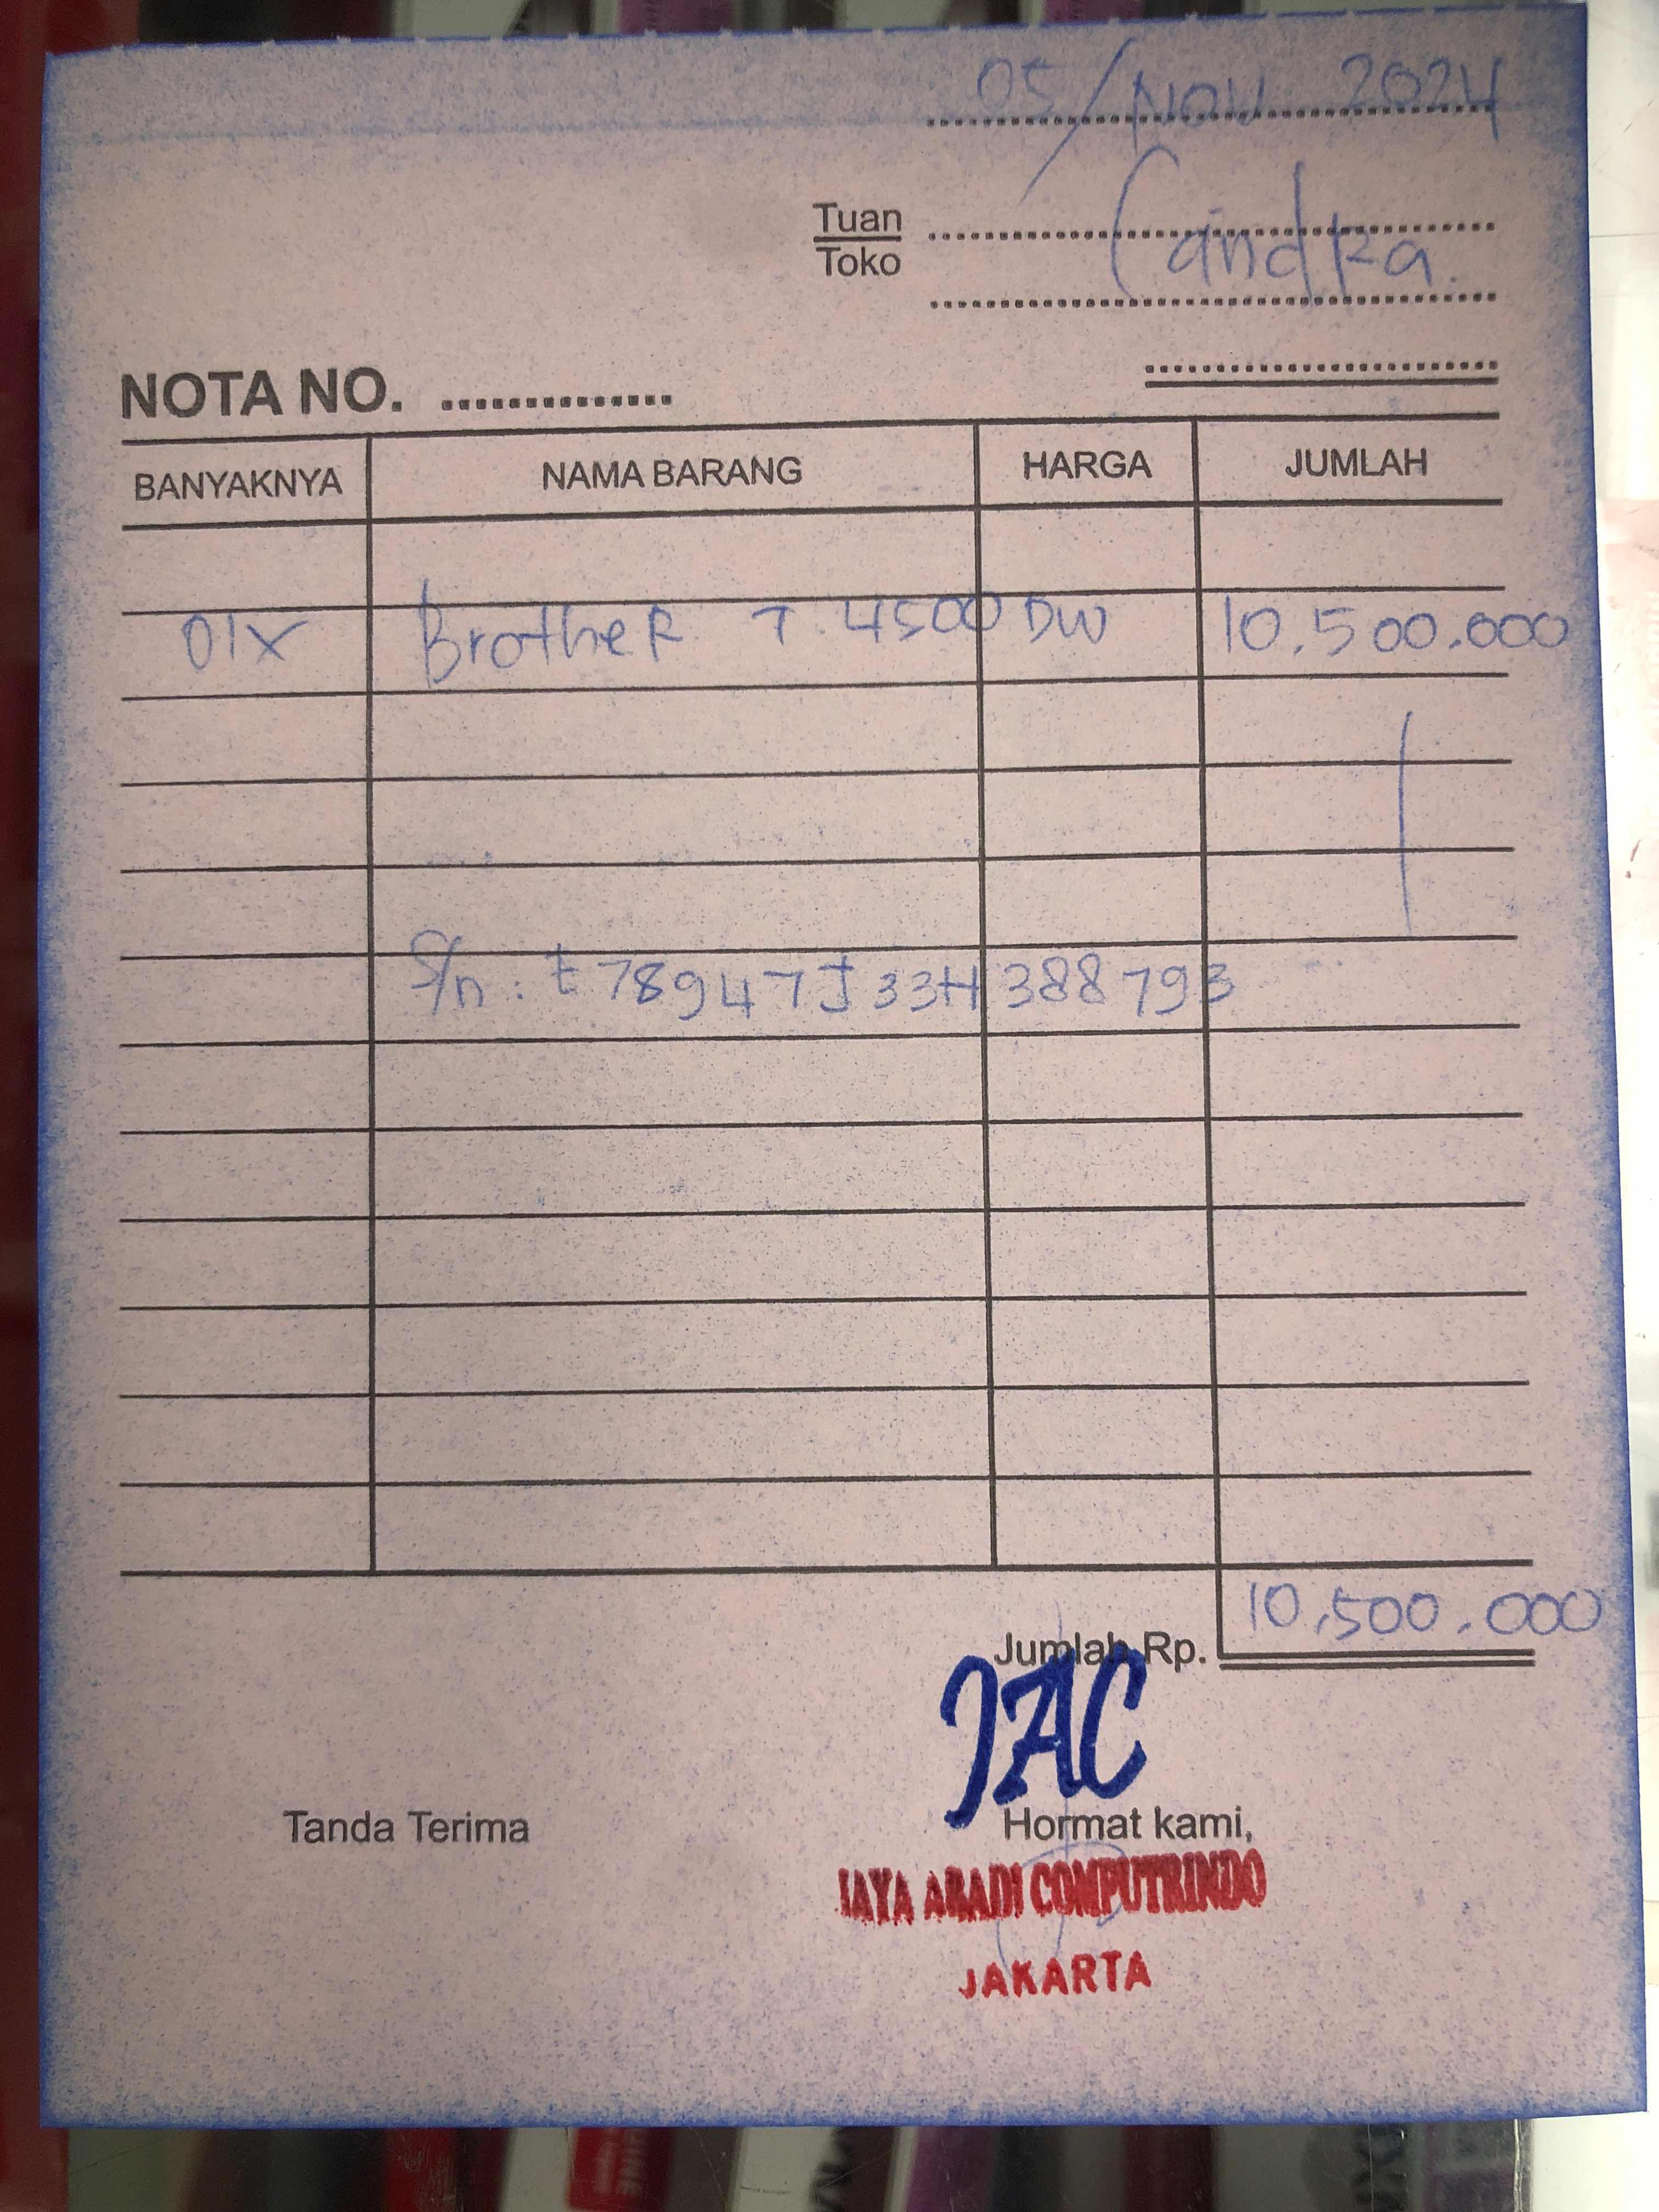 05/Nov 2024
Tuan
Toko
Candra.
NOTA NO. ...............
BANYAKNYA NAMA BARANG HARGA JUMLAH
01X Brother T. 4500 DW 10.500.000
S/n : E78947J33H388793
10.500.000
Jumlah Rp.
JAC
Tanda Terima Hormat kami,
JAYA ABADI COMPUTRINDO
JAKARTA